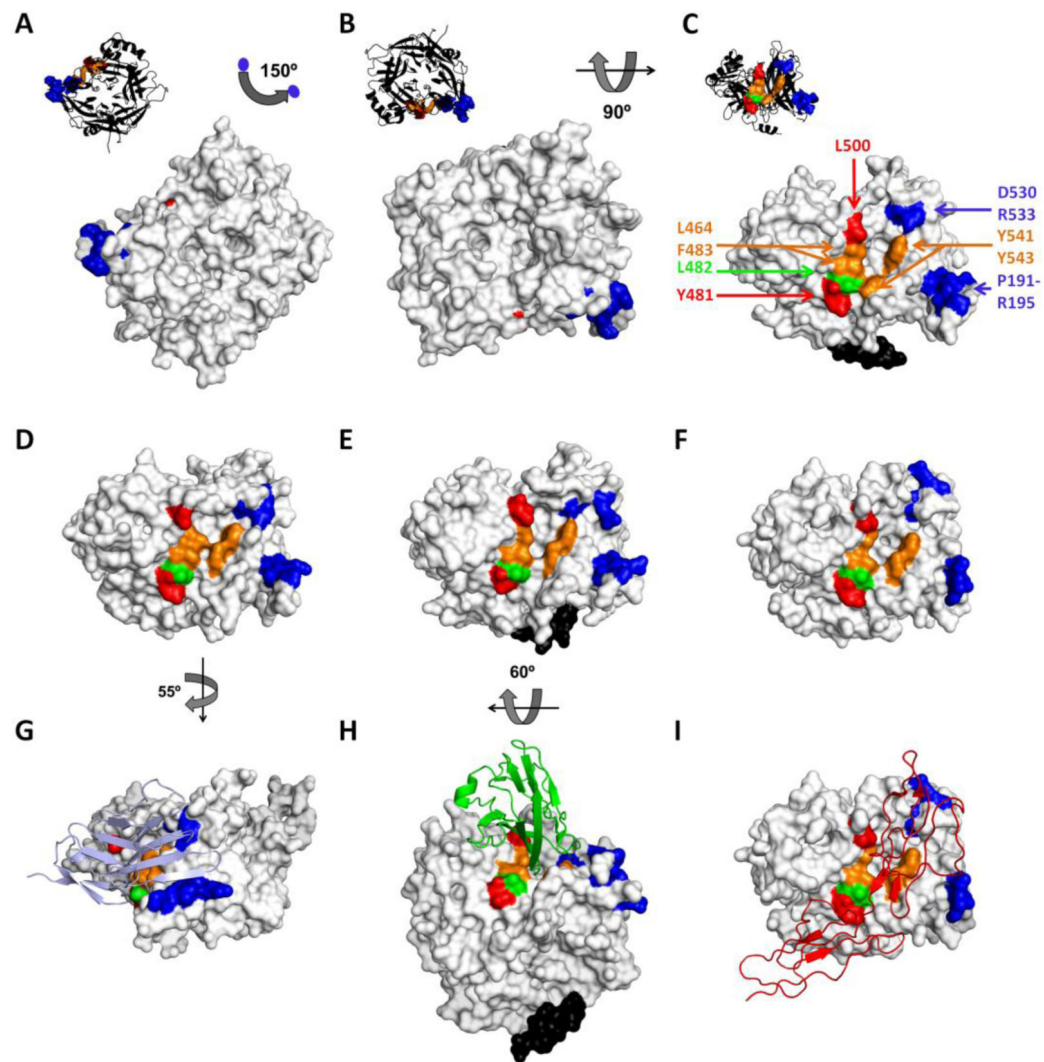 A
150º
B
90º
C
L500
D530
R533
L464
F483
L482
Y481
Y541
Y543
P191-
R195
D
E
F
55º
60º
G
H
I